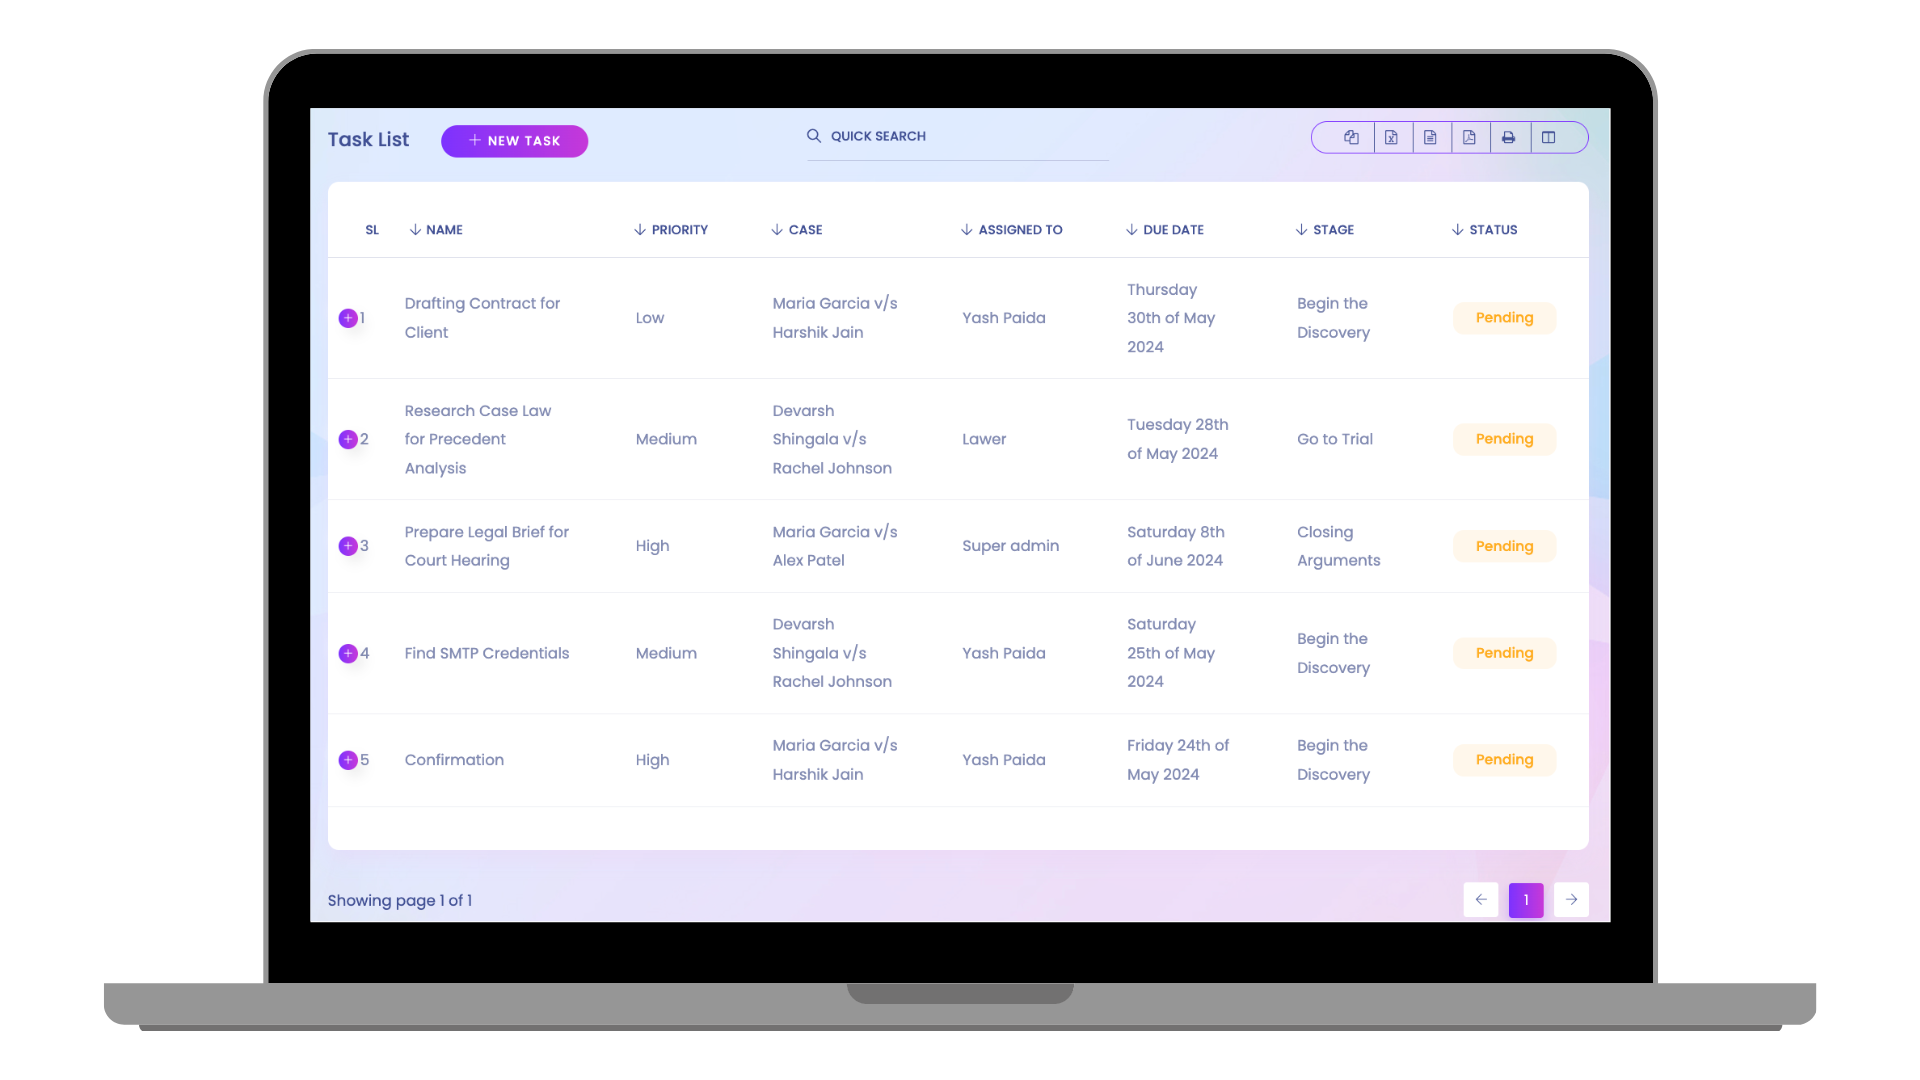 Task List
+ NEW TASK
QUICK SEARCH
SL
NAME
PRIORITY
CASE
ASSIGNED TO
DUE DATE
STAGE
STATUS
1
Drafting Contract for
Client
Low
Maria Garcia v/s
Harshik Jain
Yash Paida
Thursday
30th of May
2024
Begin the
Discovery
Pending
2
Research Case Law
for Precedent
Analysis
Medium
Devarsh
Shingala v/s
Rachel Johnson
Lawer
Tuesday 28th
of May 2024
Go to Trial
Pending
3
Prepare Legal Brief for
Court Hearing
High
Maria Garcia v/s
Alex Patel
Super admin
Saturday 8th
of June 2024
Closing
Arguments
Pending
4
Find SMTP Credentials
Medium
Devarsh
Shingala v/s
Rachel Johnson
Yash Paida
Saturday
25th of May
2024
Begin the
Discovery
Pending
5
Confirmation
High
Maria Garcia v/s
Harshik Jain
Yash Paida
Friday 24th of
May 2024
Begin the
Discovery
Pending
Showing page 1 of 1
1